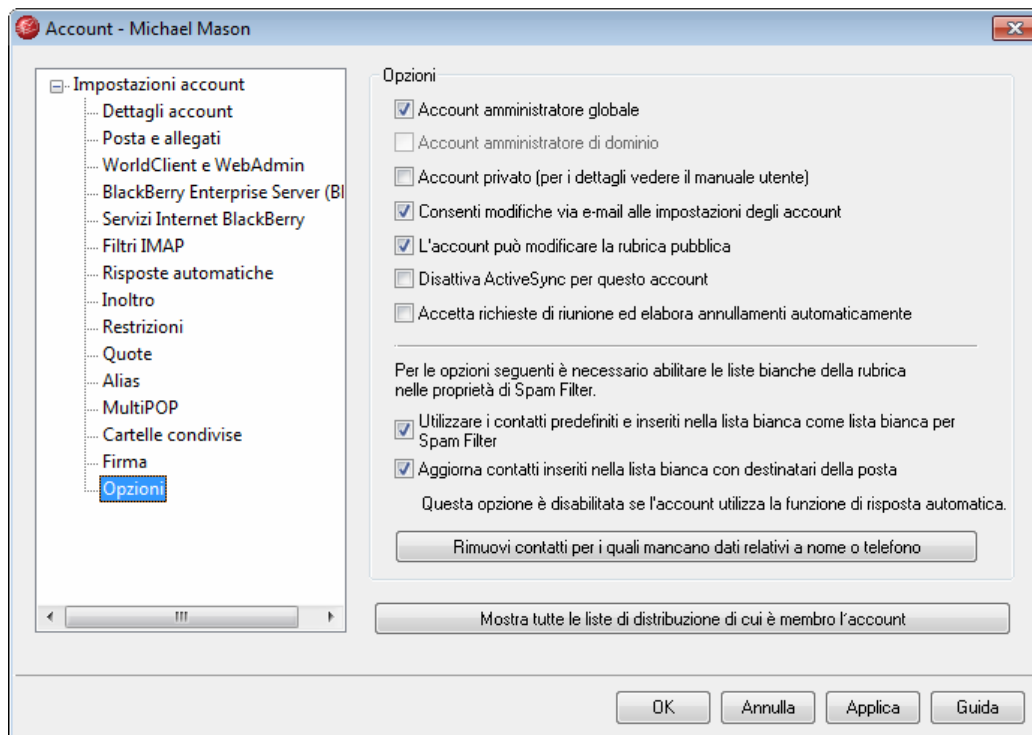 Account - Michael Mason
Impostazioni account
Dettagli account
Posta e allegati
WorldClient e WebAdmin
BlackBerry Enterprise Server (BI
Servizi Internet BlackBerry
Filtri IMAP
Risposte automatiche
Inoltro
Restrizioni
Quote
Alias
MultiPOP
Cartelle condivise
Firma
Opzioni
Opzioni
Account amministratore globale
Account amministratore di dominio
Account privato (per i dettagli vedere il manuale utente)
Consenti modifiche via e-mail alle impostazioni degli account
L'account può modificare la rubrica pubblica
Disattiva ActiveSync per questo account
Accetta richieste di riunione ed elabora annullamenti automaticamente
Per le opzioni seguenti è necessario abilitare le liste bianche della rubrica
nelle proprietà di Spam Filter.
Utilizzare i contatti predefiniti e inseriti nella lista bianca come lista bianca per
Spam Filter
Aggiorna contatti inseriti nella lista bianca con destinatari della posta
Questa opzione è disabilitata se l'account utilizza la funzione di risposta automatica.
Rimuovi contatti per i quali mancano dati relativi a nome o telefono
Mostra tutte le liste di distribuzione di cui è membro l'account
OK
Annulla
Applica
Guida